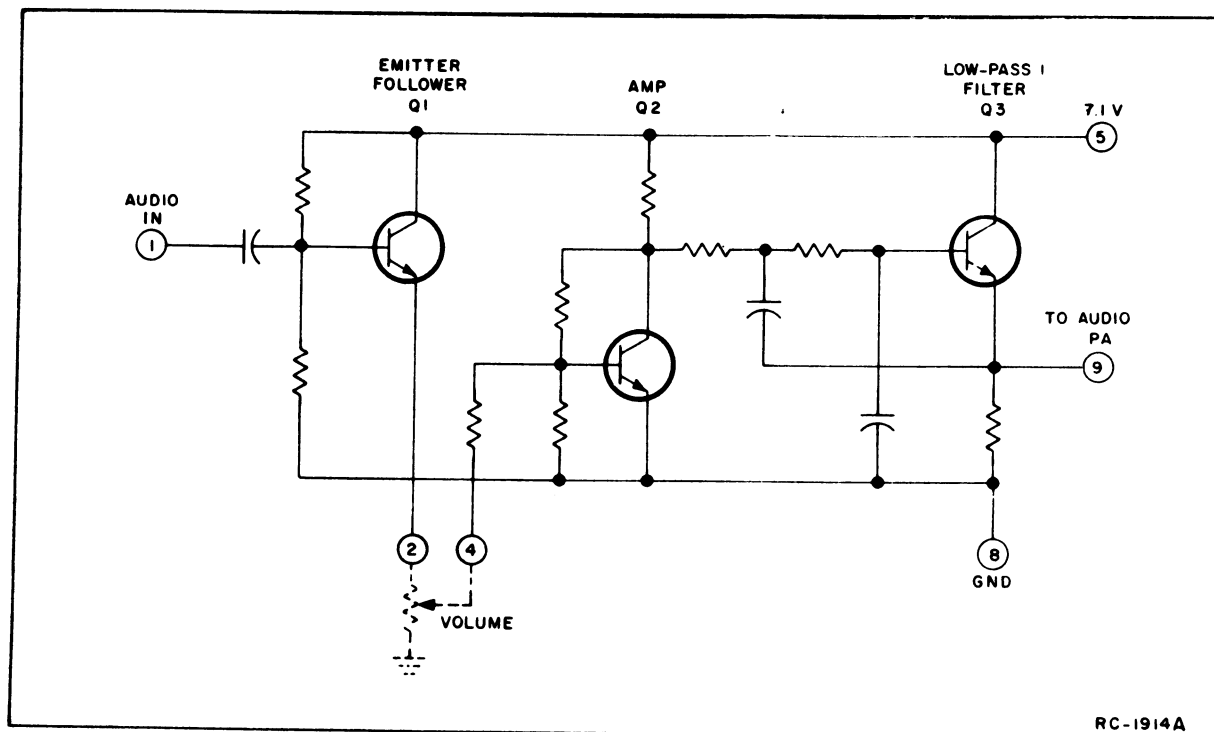 EMITTER
FOLLOWER
Q1
AMP
Q2
LOW-PASS
FILTER
Q3
7.1 V
5
AUDIO
IN
1
TO AUDIO
PA
9
2
4
8
GND
VOLUME
RC-1914A